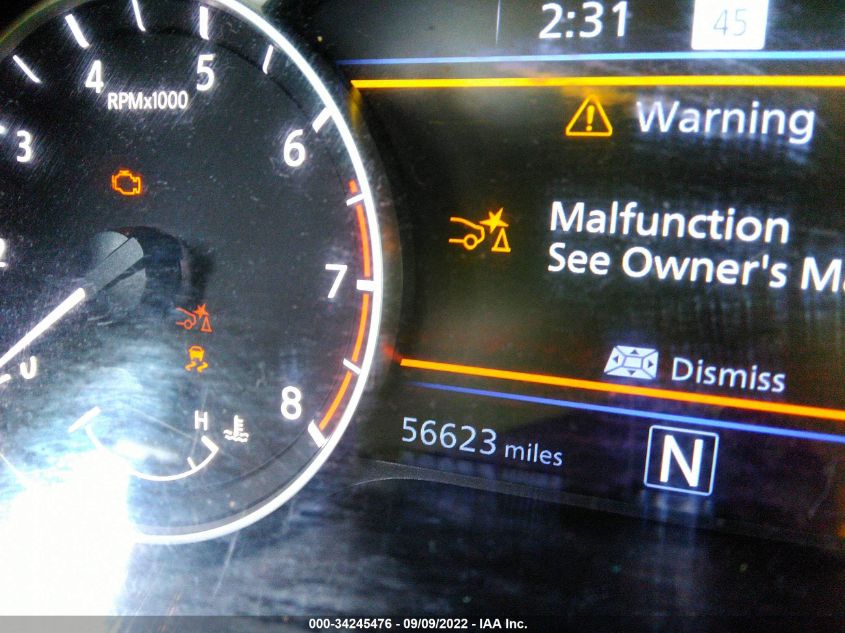 2:31
45
4
5
RPMx1000
3
6
2
7
8
H
Warning
Malfunction
See Owner's
Dismiss
56623 miles
N
000-34245476 - 09/09/2022 - IAA Inc.